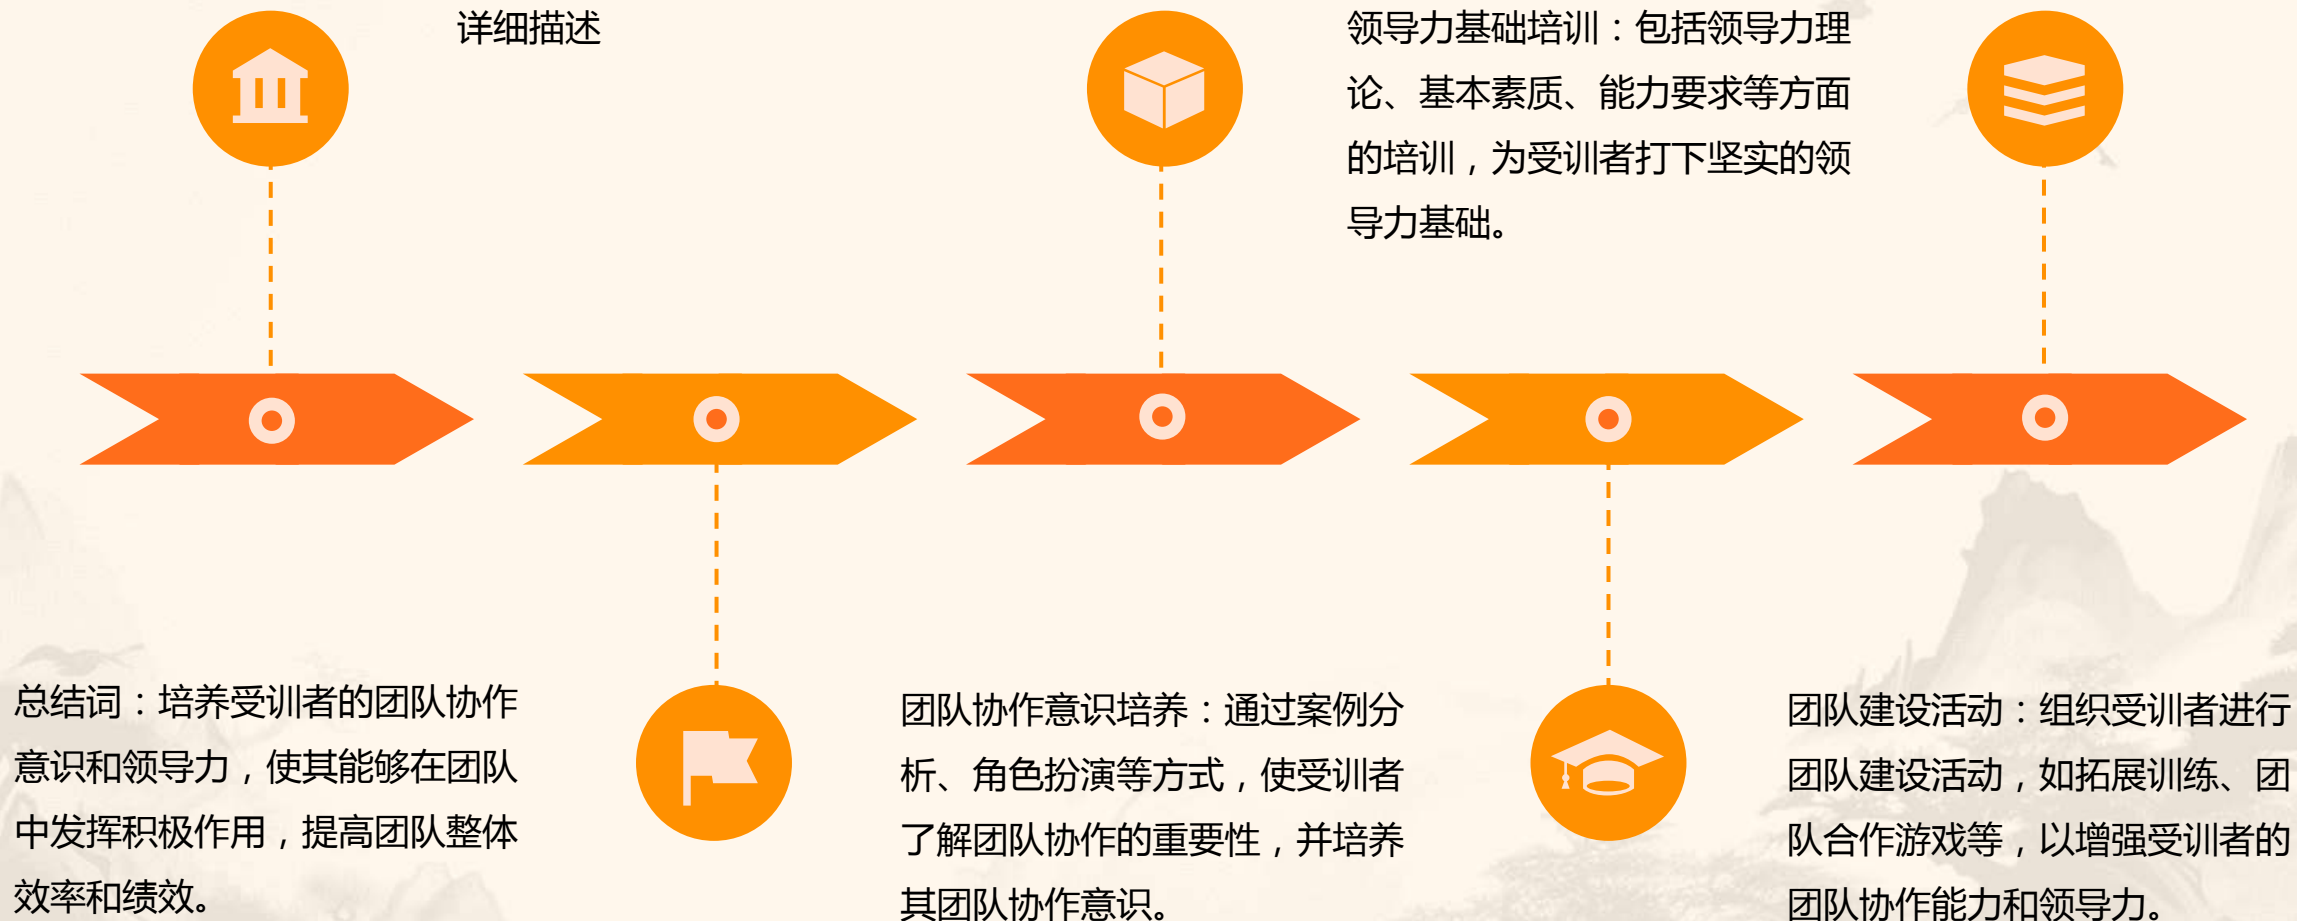 详细描述
领导力基础培训：包括领导力理
论、基本素质、能力要求等方面
的培训，为受训者打下坚实的领
导力基础。
总结词：培养受训者的团队协作
意识和领导力，使其能够在团队
中发挥积极作用，提高团队整体
效率和绩效。
团队协作意识培养：通过案例分
析、角色扮演等方式，使受训者
了解团队协作的重要性，并培养
其团队协作意识。
团队建设活动：组织受训者进行
团队建设活动，如拓展训练、团
队合作游戏等，以增强受训者的
团队协作能力和领导力。